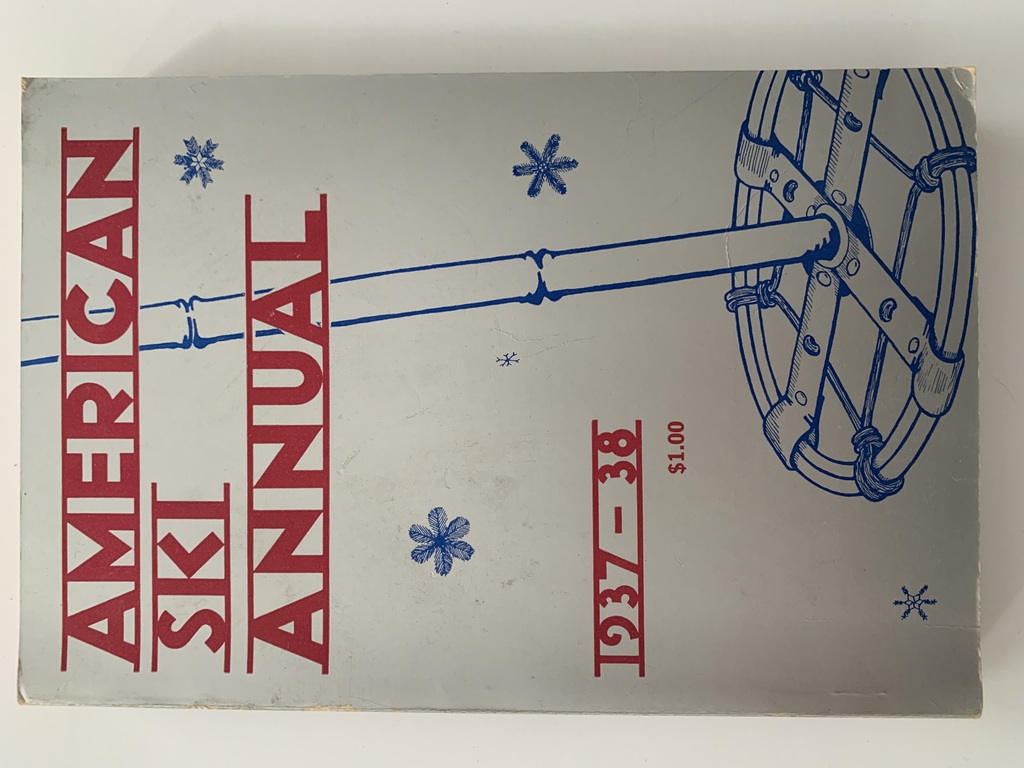 AMERICAN
SKI
ANNUAL
1937-38
$1.00